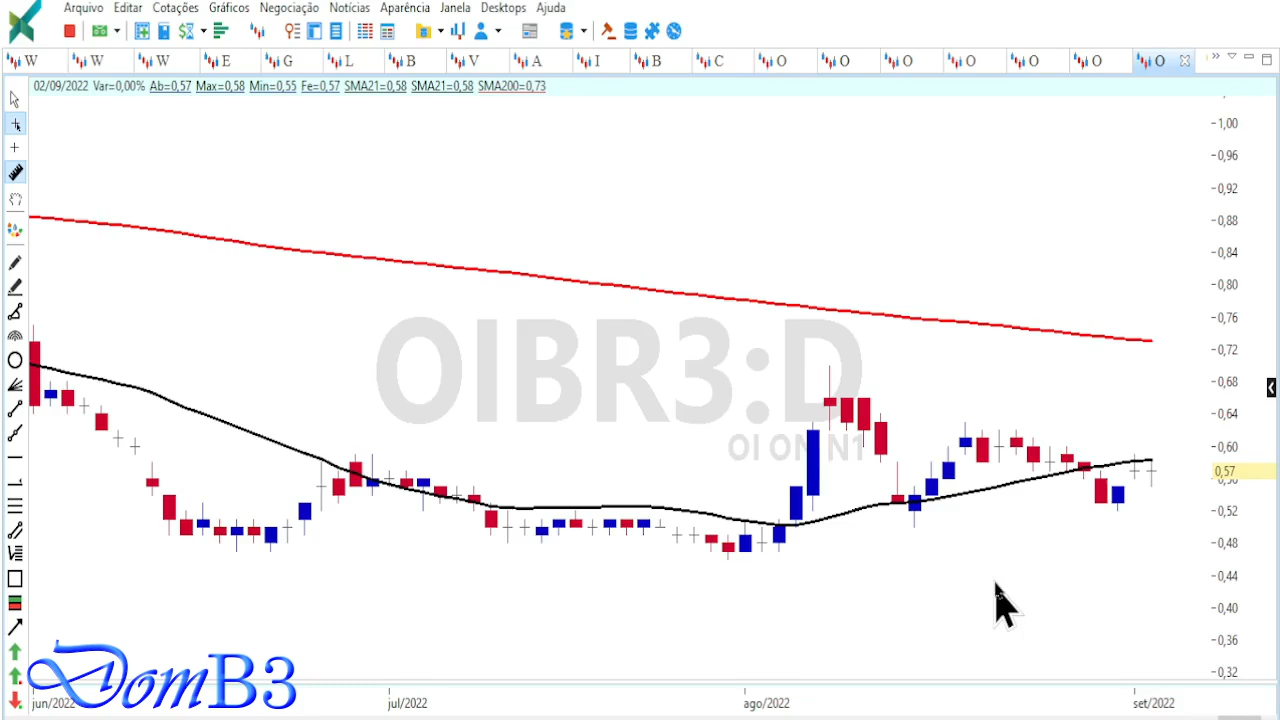 Arquivo Editar Cotações Gráficos Negociação Notícias Aparência Janela Desktops Ajuda
W W W E G L B V A I B C O O O O O O O
02/09/2022 Var=0,00% Ab=0,57 Max=0,58 Min=0,55 Fe=0,57 SMA21=0,58 SMA21=0,58 SMA200=0,73
1,00
0,96
0,92
0,88
0,84
0,80
0,76
0,72
0,68
0,64
0,60
0,57
0,52
0,48
0,44
0,40
0,36
0,32
OIBR3:D
OI ON N1
DomB3
jun/2022 jul/2022 ago/2022 set/2022